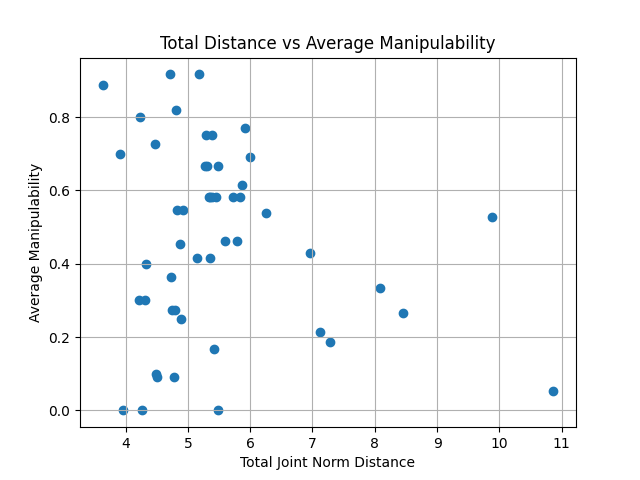 Total Distance vs Average Manipulability
0.8
0.6
0.4
0.2
0.0
Average Manipulability
4 5 6 7 8 9 10 11
Total Joint Norm Distance